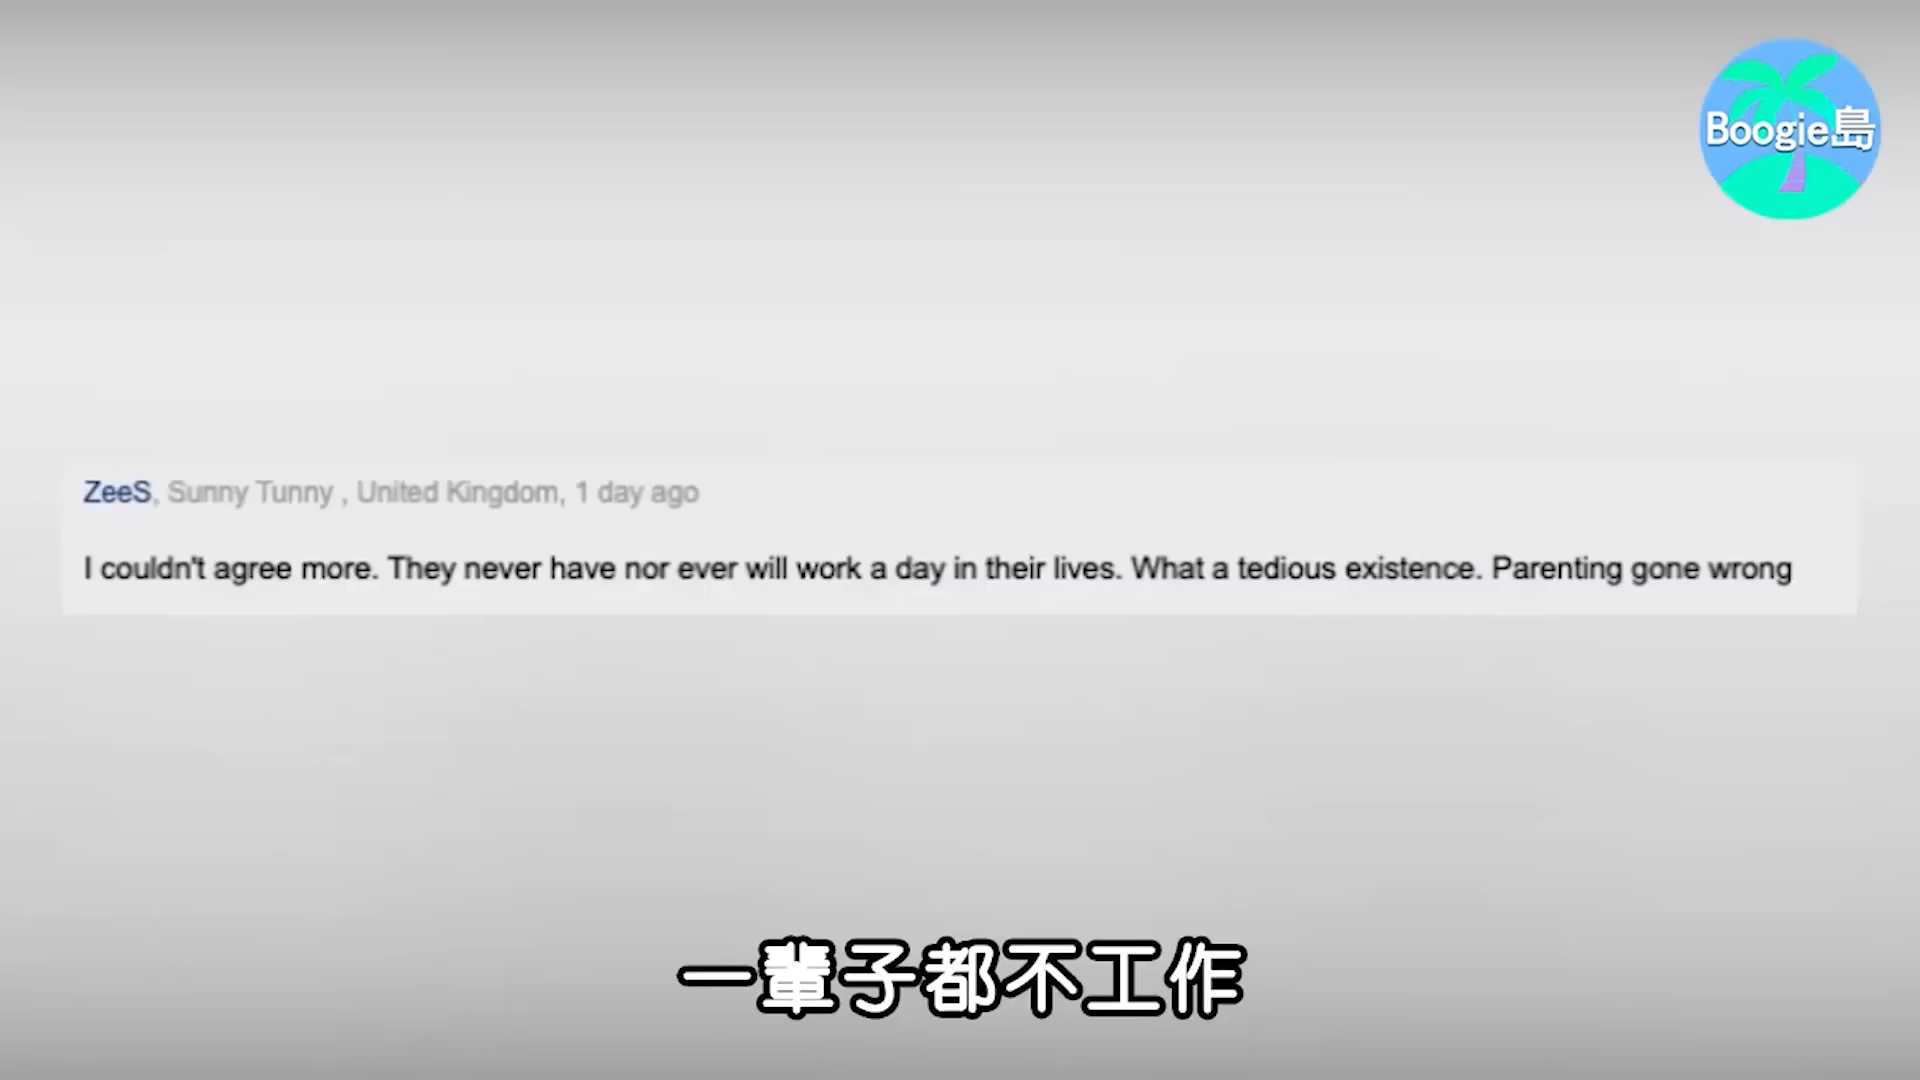 Boogie島
ZeeS, Sunny Tunny , United Kingdom, 1 day ago
I couldn't agree more. They never have nor ever will work a day in their lives. What a tedious existence. Parenting gone wrong
一輩子都不工作